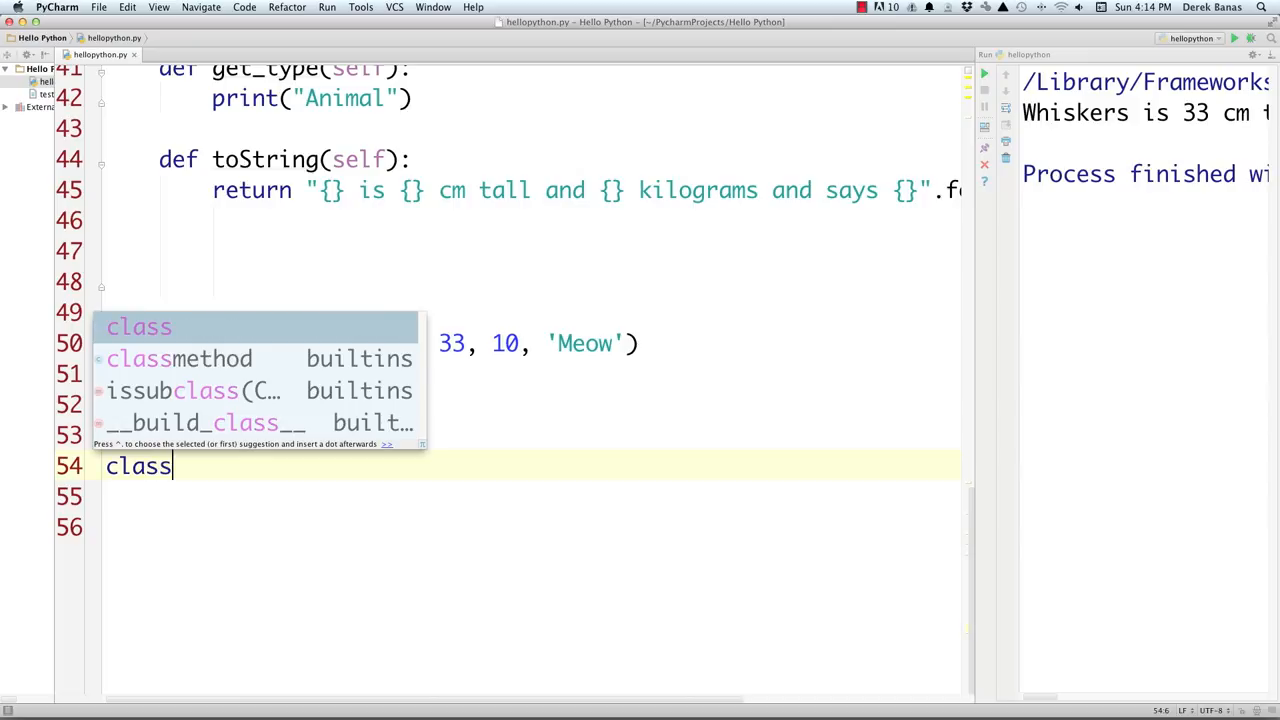 PyCharm File Edit View Navigate Code Refactor Run Tools VCS Window Help 10 Sun 4:14 PM Derek Banas
hellopython.py - Hello Python - [~/PycharmProjects/Hello Python]
Hello Python hellopython.py hellopython
hellopython.py Run hellopython
Hello F
hell
test
Extern
41 def get_type(self):
42 print("Animal")
43
44 def toString(self):
45 return "{} is {} cm tall and {} kilograms and says {}".fo
46
47
48
49
50 33, 10, 'Meow')
51
52
53
54 class
55
56
class
classmethod builtins
issubclass(C... builtins
__build_class__ built...
Press ^. to choose the selected (or first) suggestion and insert a dot afterwards >>
/Library/Frameworks
Whiskers is 33 cm t
Process finished wi
54:6 LF UTF-8